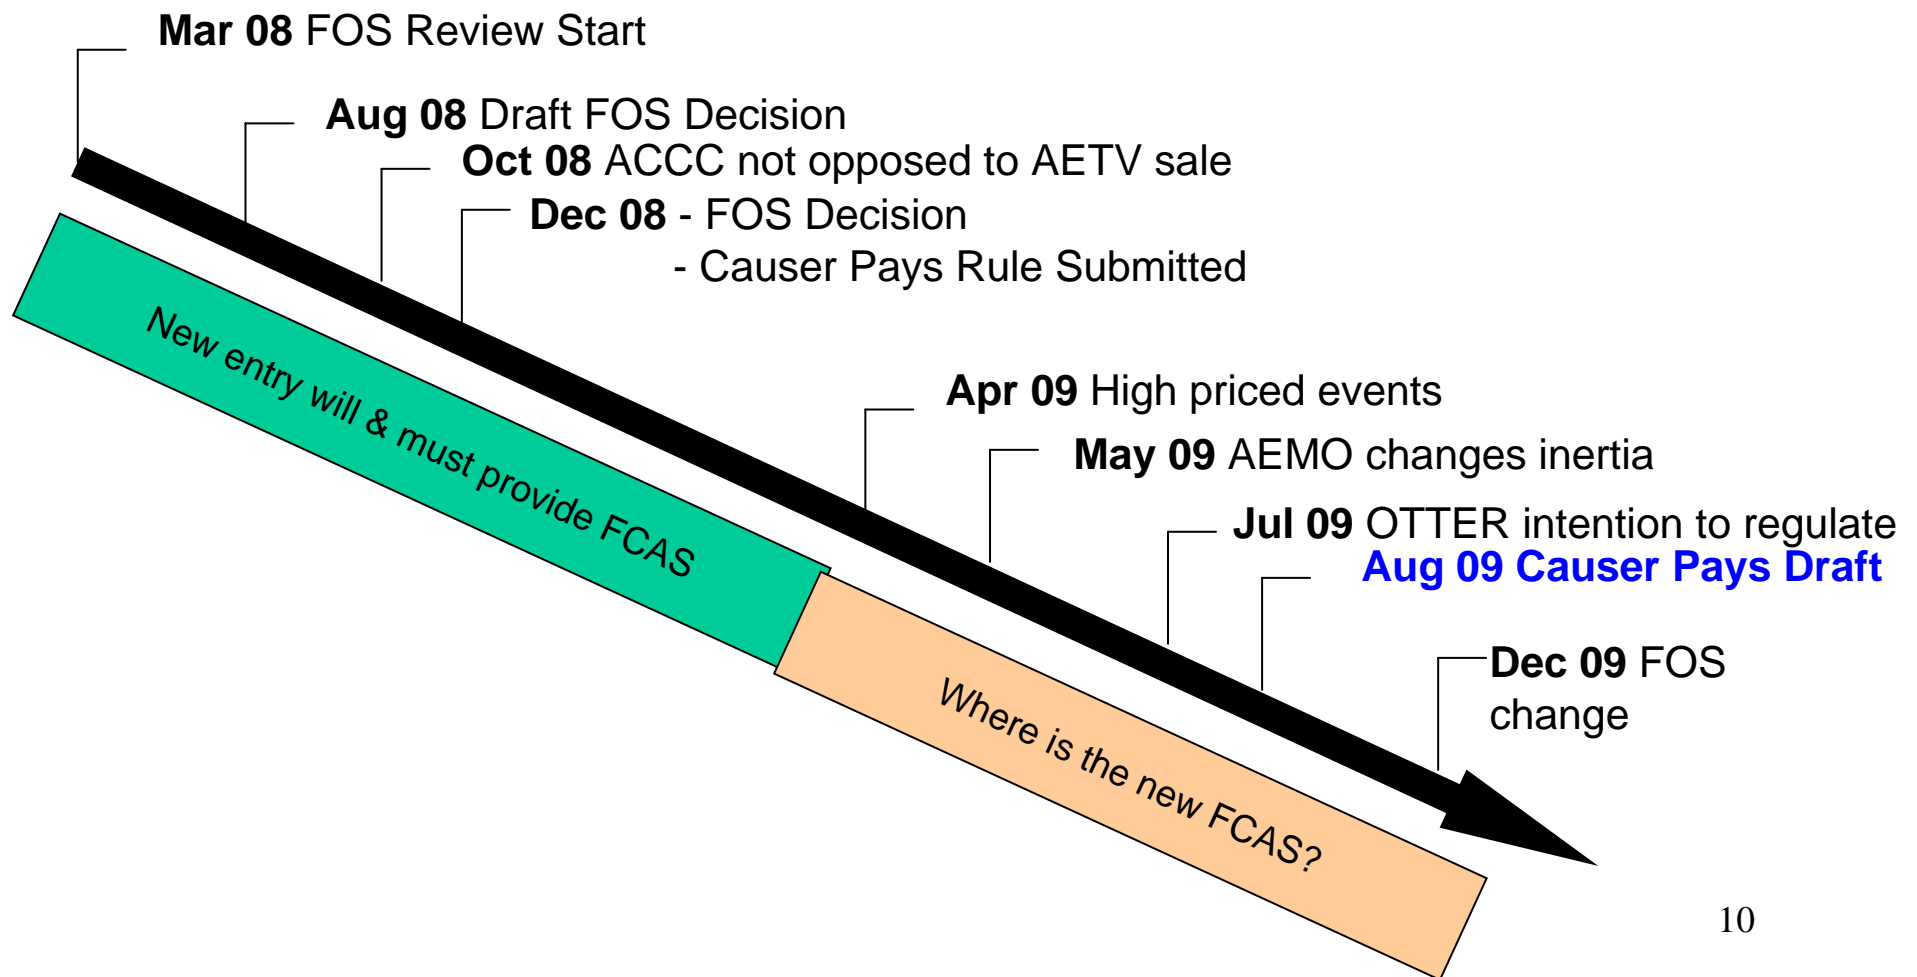 Mar 08 FOS Review Start
Aug 08 Draft FOS Decision
Oct 08 ACCC not opposed to AETV sale
Dec 08 - FOS Decision
- Causer Pays Rule Submitted
New entry will & must provide FCAS
Apr 09 High priced events
May 09 AEMO changes inertia
Jul 09 OTTER intention to regulate
Aug 09 Causer Pays Draft
Dec 09 FOS
change
Where is the new FCAS?
10